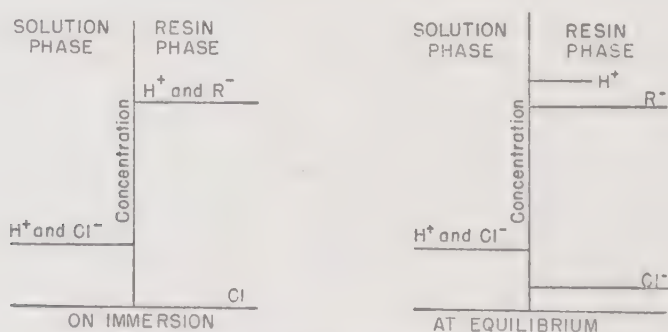 SOLUTION
PHASE
RESIN
PHASE
H⁺ and R⁻
Concentration
H⁺ and Cl⁻
Cl
ON IMMERSION
SOLUTION
PHASE
RESIN
PHASE
H⁺
R⁻
Concentration
H⁺ and Cl⁻
Cl⁻
AT EQUILIBRIUM